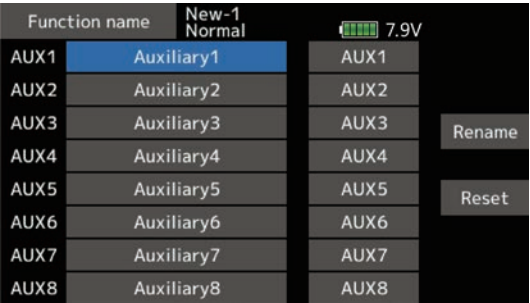 Function name
New-1
Normal
7.9V
AUX1 Auxiliary1 AUX1
AUX2 Auxiliary2 AUX2
AUX3 Auxiliary3 AUX3
Rename
AUX4 Auxiliary4 AUX4
AUX5 Auxiliary5 AUX5
Reset
AUX6 Auxiliary6 AUX6
AUX7 Auxiliary7 AUX7
AUX8 Auxiliary8 AUX8